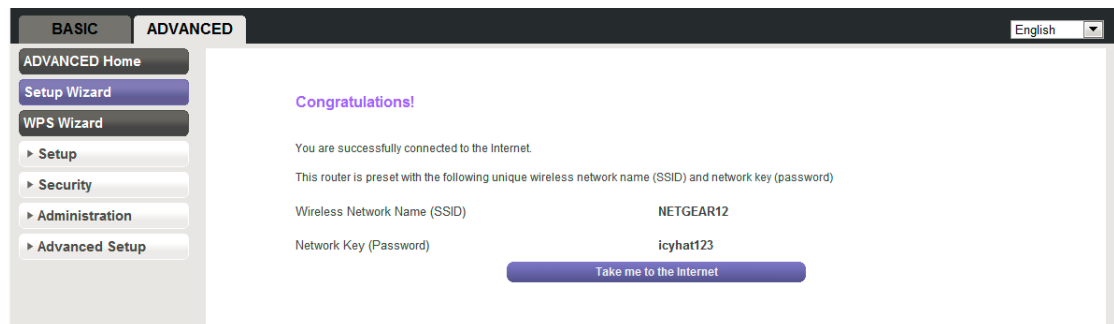 BASIC ADVANCED English
ADVANCED Home
Setup Wizard
WPS Wizard
Setup
Security
Administration
Advanced Setup
Congratulations!
You are successfully connected to the Internet.
This router is preset with the following unique wireless network name (SSID) and network key (password)
Wireless Network Name (SSID) NETGEAR12
Network Key (Password) icyhat123
Take me to the Internet